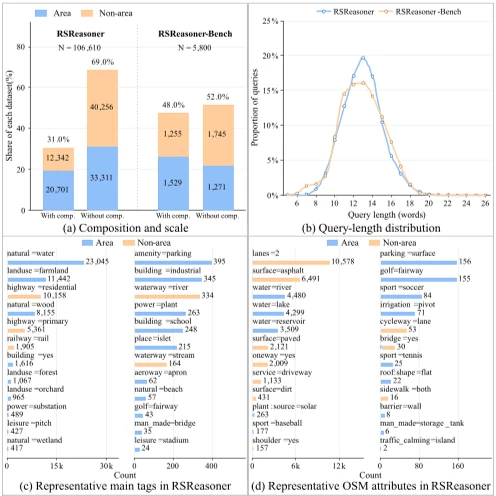 Area Non-area
RSReasoner
N = 106,610
RSReasoner-Bench
N = 5,800
Share of each dataset(%)
80
60
40
20
0
31.0%
12,342
20,701
69.0%
40,256
33,311
48.0%
1,255
1,529
52.0%
1,745
1,271
With comp. Without comp. With comp. Without comp.
(a) Composition and scale
RSReasoner RSReasoner -Bench
Proportion of queries
25%
20%
15%
10%
5%
0%
6 8 10 12 14 16 18 20 22 24 26
Query length (words)
(b) Query-length distribution
Area Non-area
natural =water
23,045
landuse =farmland
11,442
highway =residential
10,158
natural =wood
8,155
highway =primary
5,361
railway =rail
1,905
building =yes
1,616
landuse =forest
1,067
landuse =orchard
965
power =substation
489
leisure =pitch
427
natural =wetland
417
0 15k 30k
amenity=parking
395
building =industrial
345
waterway =river
334
power =plant
263
building =school
248
place=islet
215
waterway =stream
164
aeroway =apron
62
natural =beach
57
golf=fairway
43
man_made=bridge
35
leisure =stadium
24
0 200 400
Count
(c) Representative main tags in RSReasoner
Area Non-area
lanes=2
10,578
surface=asphalt
6,491
water=river
4,480
water=lake
4,299
water=reservoir
3,509
surface=paved
2,121
oneway =yes
2,009
service =driveway
1,133
surface=dirt
431
plant :source =solar
263
sport =baseball
177
shoulder =yes
157
0 6k 12k
parking =surface
156
golf=fairway
155
sport =soccer
84
irrigation =pivot
71
cycleway =lane
53
bridge =yes
30
sport =tennis
25
roof:shape =flat
22
sidewalk =both
16
barrier =wall
8
man_made=storage_tank
6
traffic_calming=island
2
0 80 160
Count
(d) Representative OSM attributes in RSReasoner